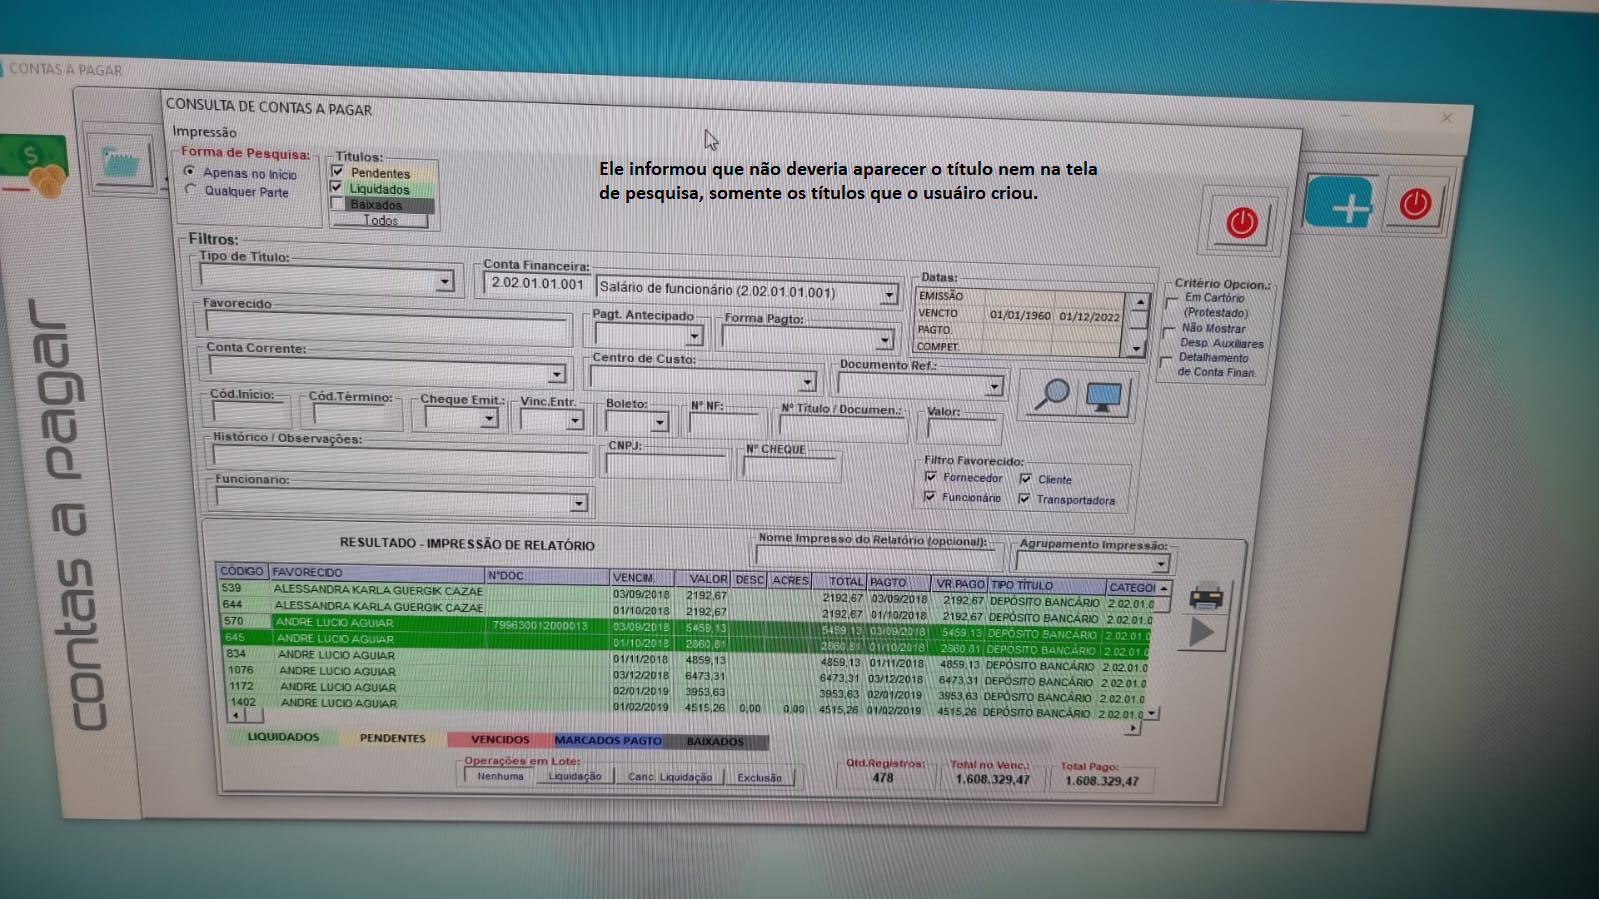 CONTAS A PAGAR
CONSULTA DE CONTAS A PAGAR
Impressão
Forma de Pesquisa:
Apenas no Início
Qualquer Parte
Títulos:
Pendentes
Liquidados
Baixados
Todos
Ele informou que não deveria aparecer o título nem na tela
de pesquisa, somente os títulos que o usuáiro criou.
contas a pagar
Filtros:
Tipo de Título:
Conta Financeira:
2.02.01.01.001 Salário de funcionário (2.02.01.01.001)
Datas:
EMISSÃO
VENCTO 01/01/1960 01/12/2022
PAGTO.
COMPET.
Critério Opcion.:
Em Cartório
(Protestado)
Não Mostrar
Desp. Auxiliares
Detalhamento
de Conta Finan.
Favorecido
Pagt. Antecipado
Forma Pagto:
Conta Corrente:
Centro de Custo:
Documento Ref.:
Cód.Início:
Cód.Término:
Cheque Emit.:
Vinc.Entr.
Boleto:
Nº NF:
Nº Título / Documen.:
Valor:
Histórico / Observações:
CNPJ:
Nº CHEQUE
Filtro Favorecido:
Fornecedor Cliente
Funcionário Transportadora
Funcionario:
RESULTADO - IMPRESSÃO DE RELATÓRIO
Nome Impresso do Relatório (opcional):
Agrupamento Impressão:
CÓDIGO FAVORECIDO N°DOC. VENCIM. VALOR DESC ACRES TOTAL PAGTO VR.PAGO TIPO TÍTULO CATEGOI
539 ALESSANDRA KARLA GUERGIK CAZAE 03/09/2018 2192,67 2192,67 03/09/2018 2192,67 DEPÓSITO BANCÁRIO 2.02.01.0
644 ALESSANDRA KARLA GUERGIK CAZAE 01/10/2018 2192,67 2192,67 01/10/2018 2192,67 DEPÓSITO BANCÁRIO 2.02.01.0
570 ANDRE LUCIO AGUIAR 799630012000013 03/09/2018 5459,13 5459,13 03/09/2018 5459,13 DEPÓSITO BANCÁRIO 2.02.01.0
645 ANDRE LUCIO AGUIAR 01/10/2018 2860,81 2860,81 01/10/2018 2860,81 DEPÓSITO BANCÁRIO 2.02.01.0
834 ANDRE LUCIO AGUIAR 01/11/2018 4859,13 4859,13 01/11/2018 4859,13 DEPÓSITO BANCÁRIO 2.02.01.0
1076 ANDRE LUCIO AGUIAR 03/12/2018 6473,31 6473,31 03/12/2018 6473,31 DEPÓSITO BANCÁRIO 2.02.01.0
1172 ANDRE LUCIO AGUIAR 02/01/2019 3953,63 3953,63 02/01/2019 3953,63 DEPÓSITO BANCÁRIO 2.02.01.0
1402 ANDRE LUCIO AGUIAR 01/02/2019 4515,26 0,00 0,00 4515,26 01/02/2019 4515,26 DEPÓSITO BANCÁRIO 2.02.01.0
LIQUIDADOS PENDENTES VENCIDOS MARCADOS PAGTO BAIXADOS
Operações em Lote:
Nenhuma Liquidação Canc. Liquidação Exclusão
Qtd.Registros:
478
Total no Venc.:
1.608.329,47
Total Pago:
1.608.329,47